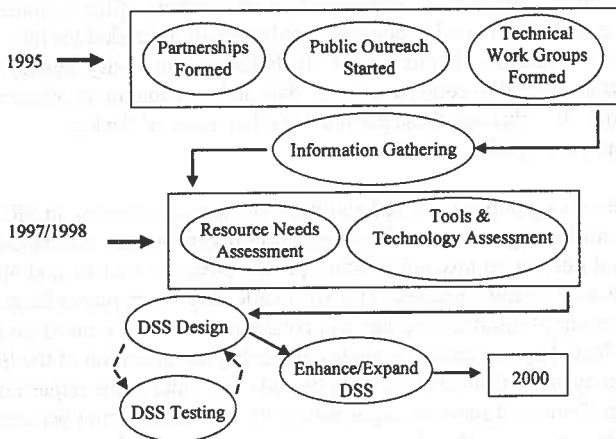 1995
Partnerships
Formed
Public Outreach
Started
Technical
Work Groups
Formed
Information Gathering
1997/1998
Resource Needs
Assessment
Tools &
Technology Assessment
DSS Design
Enhance/Expand
DSS
2000
DSS Testing